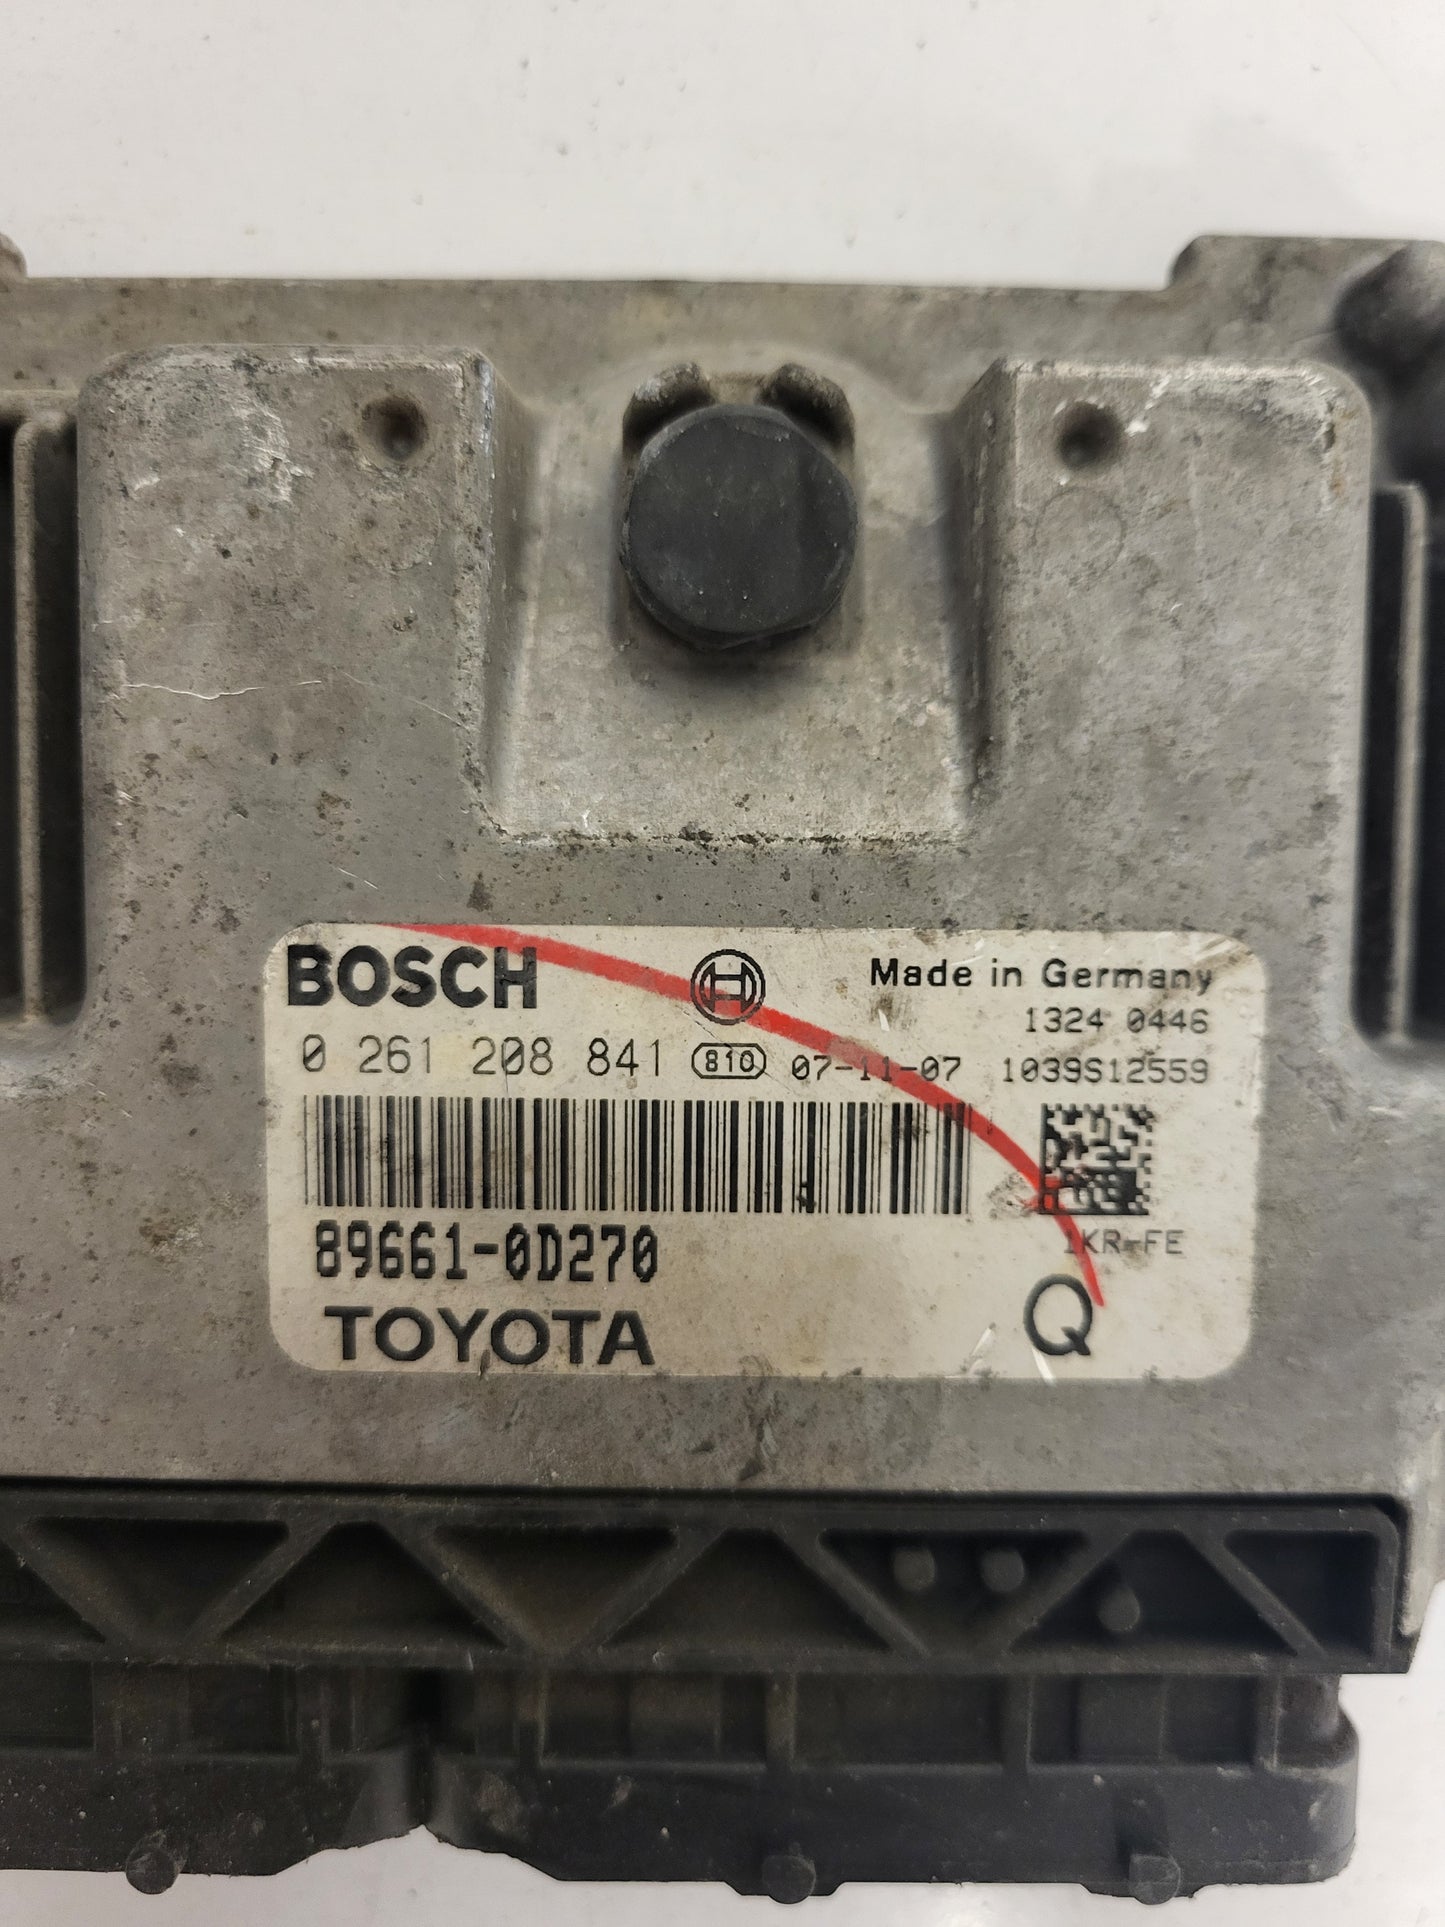 BOSCH
Made in Germany
1324 0446
0 261 208 841 810 07-11-07 1039S12559
89661-0D270
1KR-FE
TOYOTA
Q